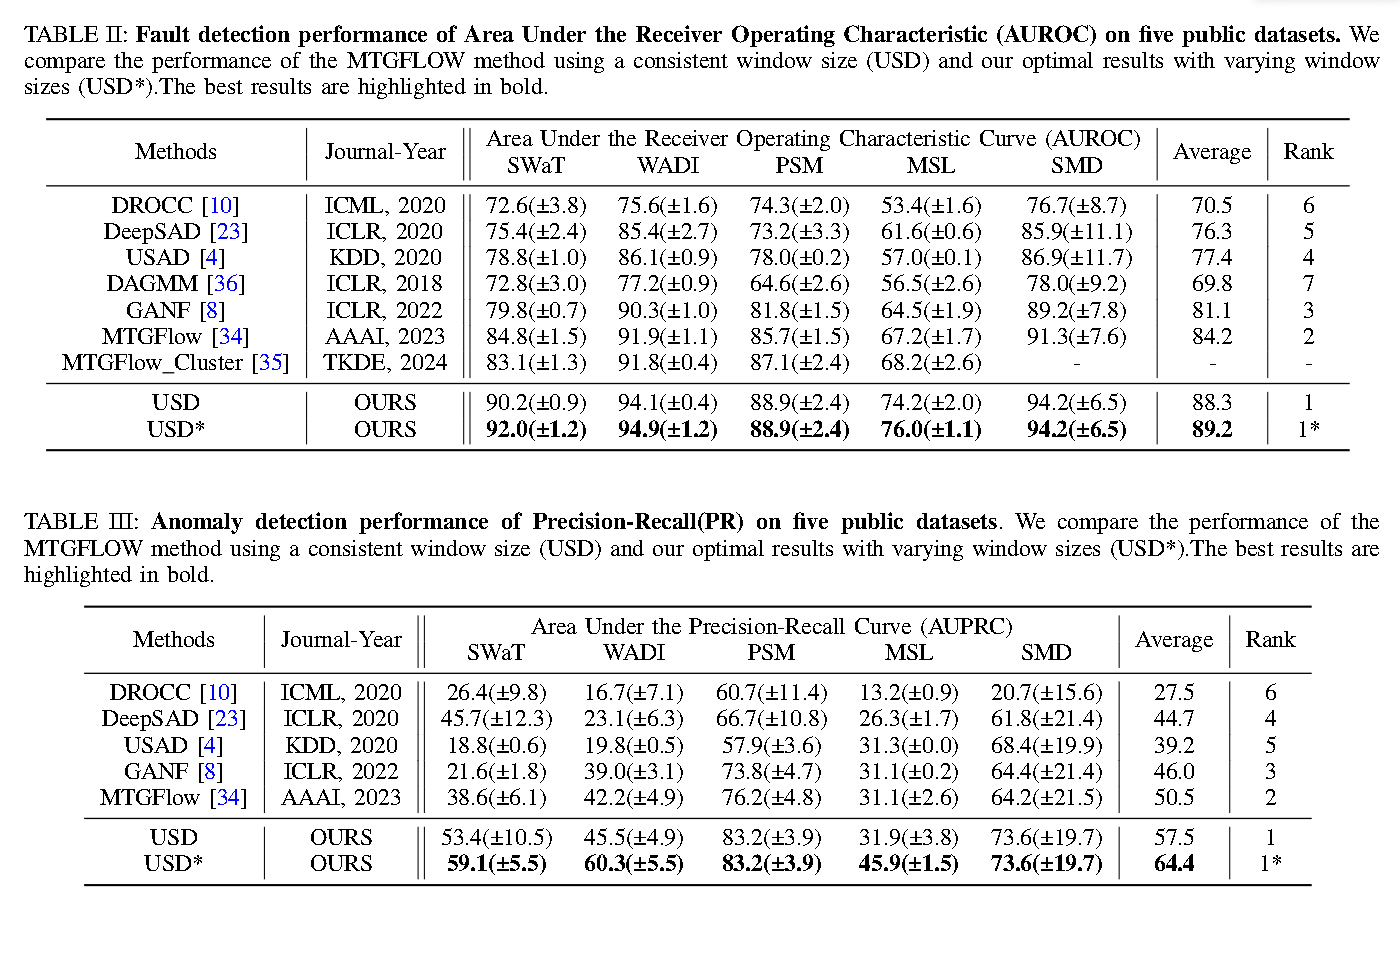 TABLE II: Fault detection performance of Area Under the Receiver Operating Characteristic (AUROC) on five public datasets. We
compare the performance of the MTGFLOW method using a consistent window size (USD) and our optimal results with varying window
sizes (USD*).The best results are highlighted in bold.
Methods Journal-Year Area Under the Receiver Operating Characteristic Curve (AUROC) Average Rank
SWaT WADI PSM MSL SMD
DROCC [10] ICML, 2020 72.6(±3.8) 75.6(±1.6) 74.3(±2.0) 53.4(±1.6) 76.7(±8.7) 70.5 6
DeepSAD [23] ICLR, 2020 75.4(±2.4) 85.4(±2.7) 73.2(±3.3) 61.6(±0.6) 85.9(±11.1) 76.3 5
USAD [4] KDD, 2020 78.8(±1.0) 86.1(±0.9) 78.0(±0.2) 57.0(±0.1) 86.9(±11.7) 77.4 4
DAGMM [36] ICLR, 2018 72.8(±3.0) 77.2(±0.9) 64.6(±2.6) 56.5(±2.6) 78.0(±9.2) 69.8 7
GANF [8] ICLR, 2022 79.8(±0.7) 90.3(±1.0) 81.8(±1.5) 64.5(±1.9) 89.2(±7.8) 81.1 3
MTGFlow [34] AAAI, 2023 84.8(±1.5) 91.9(±1.1) 85.7(±1.5) 67.2(±1.7) 91.3(±7.6) 84.2 2
MTGFlow_Cluster [35] TKDE, 2024 83.1(±1.3) 91.8(±0.4) 87.1(±2.4) 68.2(±2.6) - - -
USD OURS 90.2(±0.9) 94.1(±0.4) 88.9(±2.4) 74.2(±2.0) 94.2(±6.5) 88.3 1
USD* OURS 92.0(±1.2) 94.9(±1.2) 88.9(±2.4) 76.0(±1.1) 94.2(±6.5) 89.2 1*
TABLE III: Anomaly detection performance of Precision-Recall(PR) on five public datasets. We compare the performance of the
MTGFLOW method using a consistent window size (USD) and our optimal results with varying window sizes (USD*).The best results are
highlighted in bold.
Methods Journal-Year Area Under the Precision-Recall Curve (AUPRC) Average Rank
SWaT WADI PSM MSL SMD
DROCC [10] ICML, 2020 26.4(±9.8) 16.7(±7.1) 60.7(±11.4) 13.2(±0.9) 20.7(±15.6) 27.5 6
DeepSAD [23] ICLR, 2020 45.7(±12.3) 23.1(±6.3) 66.7(±10.8) 26.3(±1.7) 61.8(±21.4) 44.7 4
USAD [4] KDD, 2020 18.8(±0.6) 19.8(±0.5) 57.9(±3.6) 31.3(±0.0) 68.4(±19.9) 39.2 5
GANF [8] ICLR, 2022 21.6(±1.8) 39.0(±3.1) 73.8(±4.7) 31.1(±0.2) 64.4(±21.4) 46.0 3
MTGFlow [34] AAAI, 2023 38.6(±6.1) 42.2(±4.9) 76.2(±4.8) 31.1(±2.6) 64.2(±21.5) 50.5 2
USD OURS 53.4(±10.5) 45.5(±4.9) 83.2(±3.9) 31.9(±3.8) 73.6(±19.7) 57.5 1
USD* OURS 59.1(±5.5) 60.3(±5.5) 83.2(±3.9) 45.9(±1.5) 73.6(±19.7) 64.4 1*